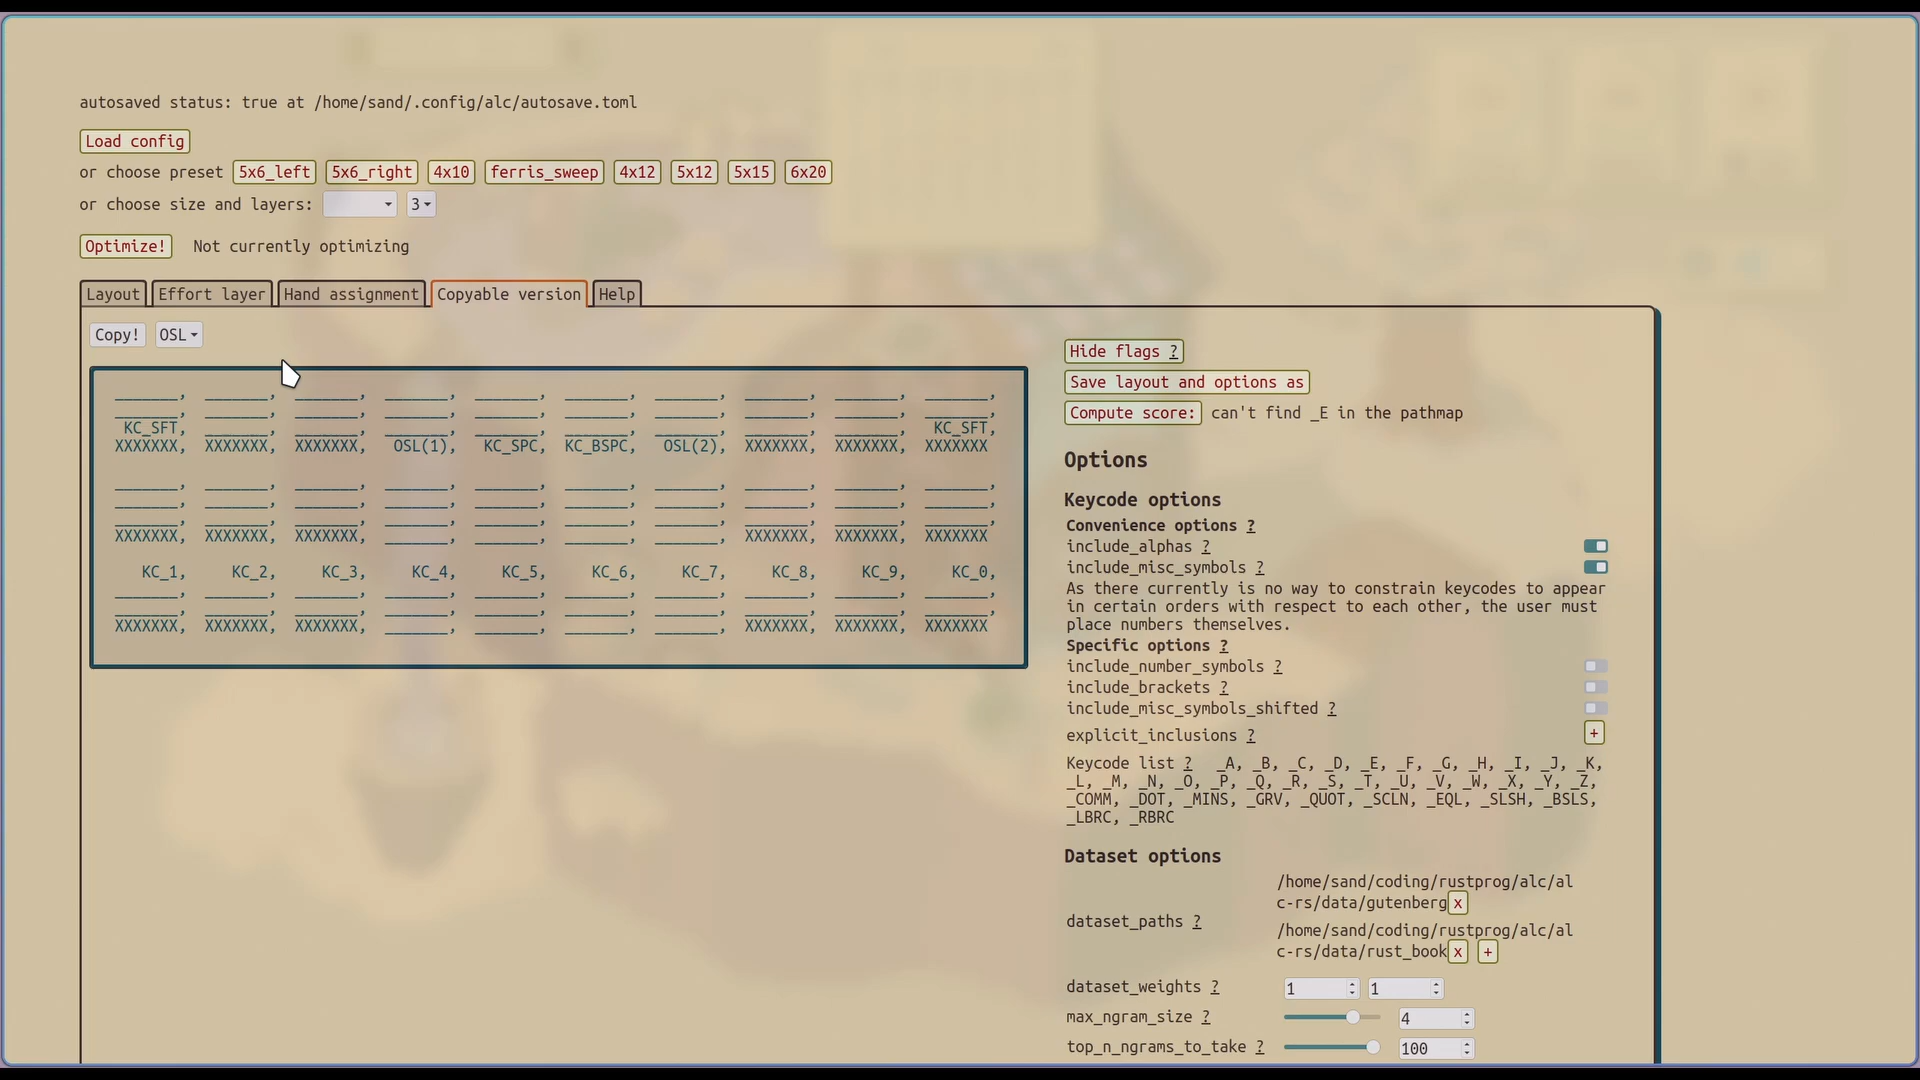 autosaved status: true at /home/sand/.config/alc/autosave.toml
Load config
or choose preset 5x6_left 5x6_right 4x10 ferris_sweep 4x12 5x12 5x15 6x20
or choose size and layers: 3
Optimize! Not currently optimizing
Layout Effort layer Hand assignment Copyable version Help
Copy! OSL
_______, _______, _______, _______, _______, _______, _______, _______, _______, _______,
_______, _______, _______, _______, _______, _______, _______, _______, _______, _______,
KC_SFT, _______, _______, _______, _______, _______, _______, _______, _______, KC_SFT,
XXXXXXX, XXXXXXX, XXXXXXX, OSL(1), KC_SPC, KC_BSPC, OSL(2), XXXXXXX, XXXXXXX, XXXXXXX
_______, _______, _______, _______, _______, _______, _______, _______, _______, _______,
_______, _______, _______, _______, _______, _______, _______, _______, _______, _______,
_______, _______, _______, _______, _______, _______, _______, _______, _______, _______,
XXXXXXX, XXXXXXX, XXXXXXX, _______, _______, _______, _______, XXXXXXX, XXXXXXX, XXXXXXX
KC_1, KC_2, KC_3, KC_4, KC_5, KC_6, KC_7, KC_8, KC_9, KC_0,
_______, _______, _______, _______, _______, _______, _______, _______, _______, _______,
_______, _______, _______, _______, _______, _______, _______, _______, _______, _______,
XXXXXXX, XXXXXXX, XXXXXXX, _______, _______, _______, _______, XXXXXXX, XXXXXXX, XXXXXXX
Hide flags ?
Save layout and options as
Compute score: can't find _E in the pathmap
Options
Keycode options
Convenience options ?
include_alphas ?
include_misc_symbols ?
As there currently is no way to constrain keycodes to appear
in certain orders with respect to each other, the user must
place numbers themselves.
Specific options ?
include_number_symbols ?
include_brackets ?
include_misc_symbols_shifted ?
explicit_inclusions ? +
Keycode list ? _A, _B, _C, _D, _E, _F, _G, _H, _I, _J, _K,
_L, _M, _N, _O, _P, _Q, _R, _S, _T, _U, _V, _W, _X, _Y, _Z,
_COMM, _DOT, _MINS, _GRV, _QUOT, _SCLN, _EQL, _SLSH, _BSLS,
_LBRC, _RBRC
Dataset options
/home/sand/coding/rustprog/alc/al
c-rs/data/gutenberg x
dataset_paths ?
/home/sand/coding/rustprog/alc/al
c-rs/data/rust_book x +
dataset_weights ? 1 1
max_ngram_size ? 4
top_n_ngrams_to_take ? 100